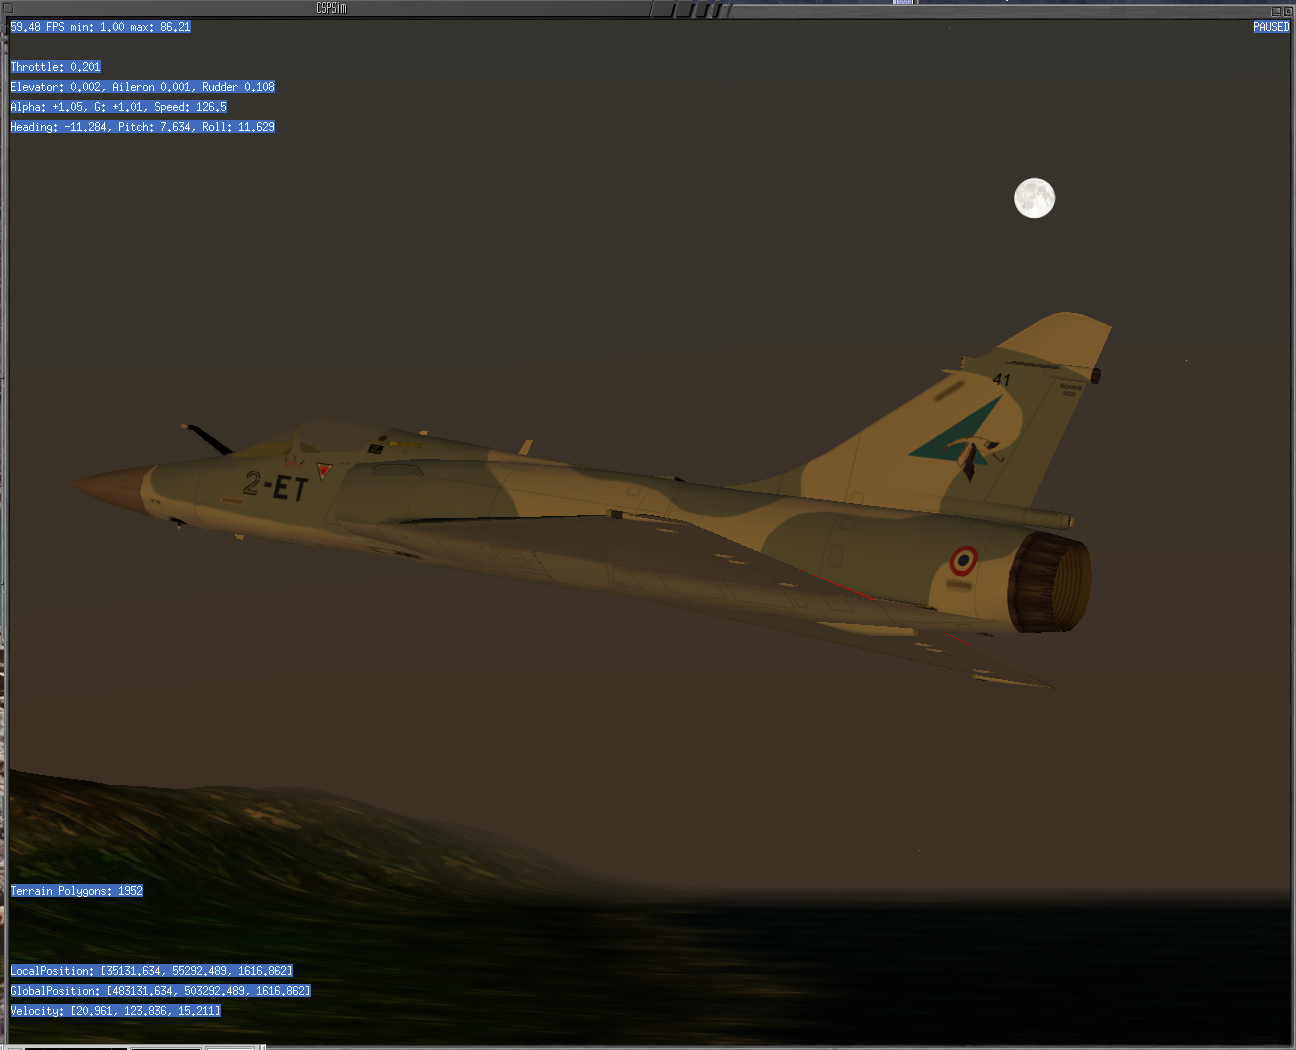 CSPSim
59.48 FPS min: 1.00 max: 86.21
PAUSED
Throttle: 0.201
Elevator: 0.002, Aileron 0.001, Rudder 0.108
Alpha: +1.05, G: +1.01, Speed: 126.5
Heading: -11.284, Pitch: 7.634, Roll: 11.629
41
2-ET
Terrain Polygons: 1952
LocalPosition: [35131.634, 55292.489, 1616.862]
GlobalPosition: [483131.634, 503292.489, 1616.862]
Velocity: [20.961, 123.836, 15.211]